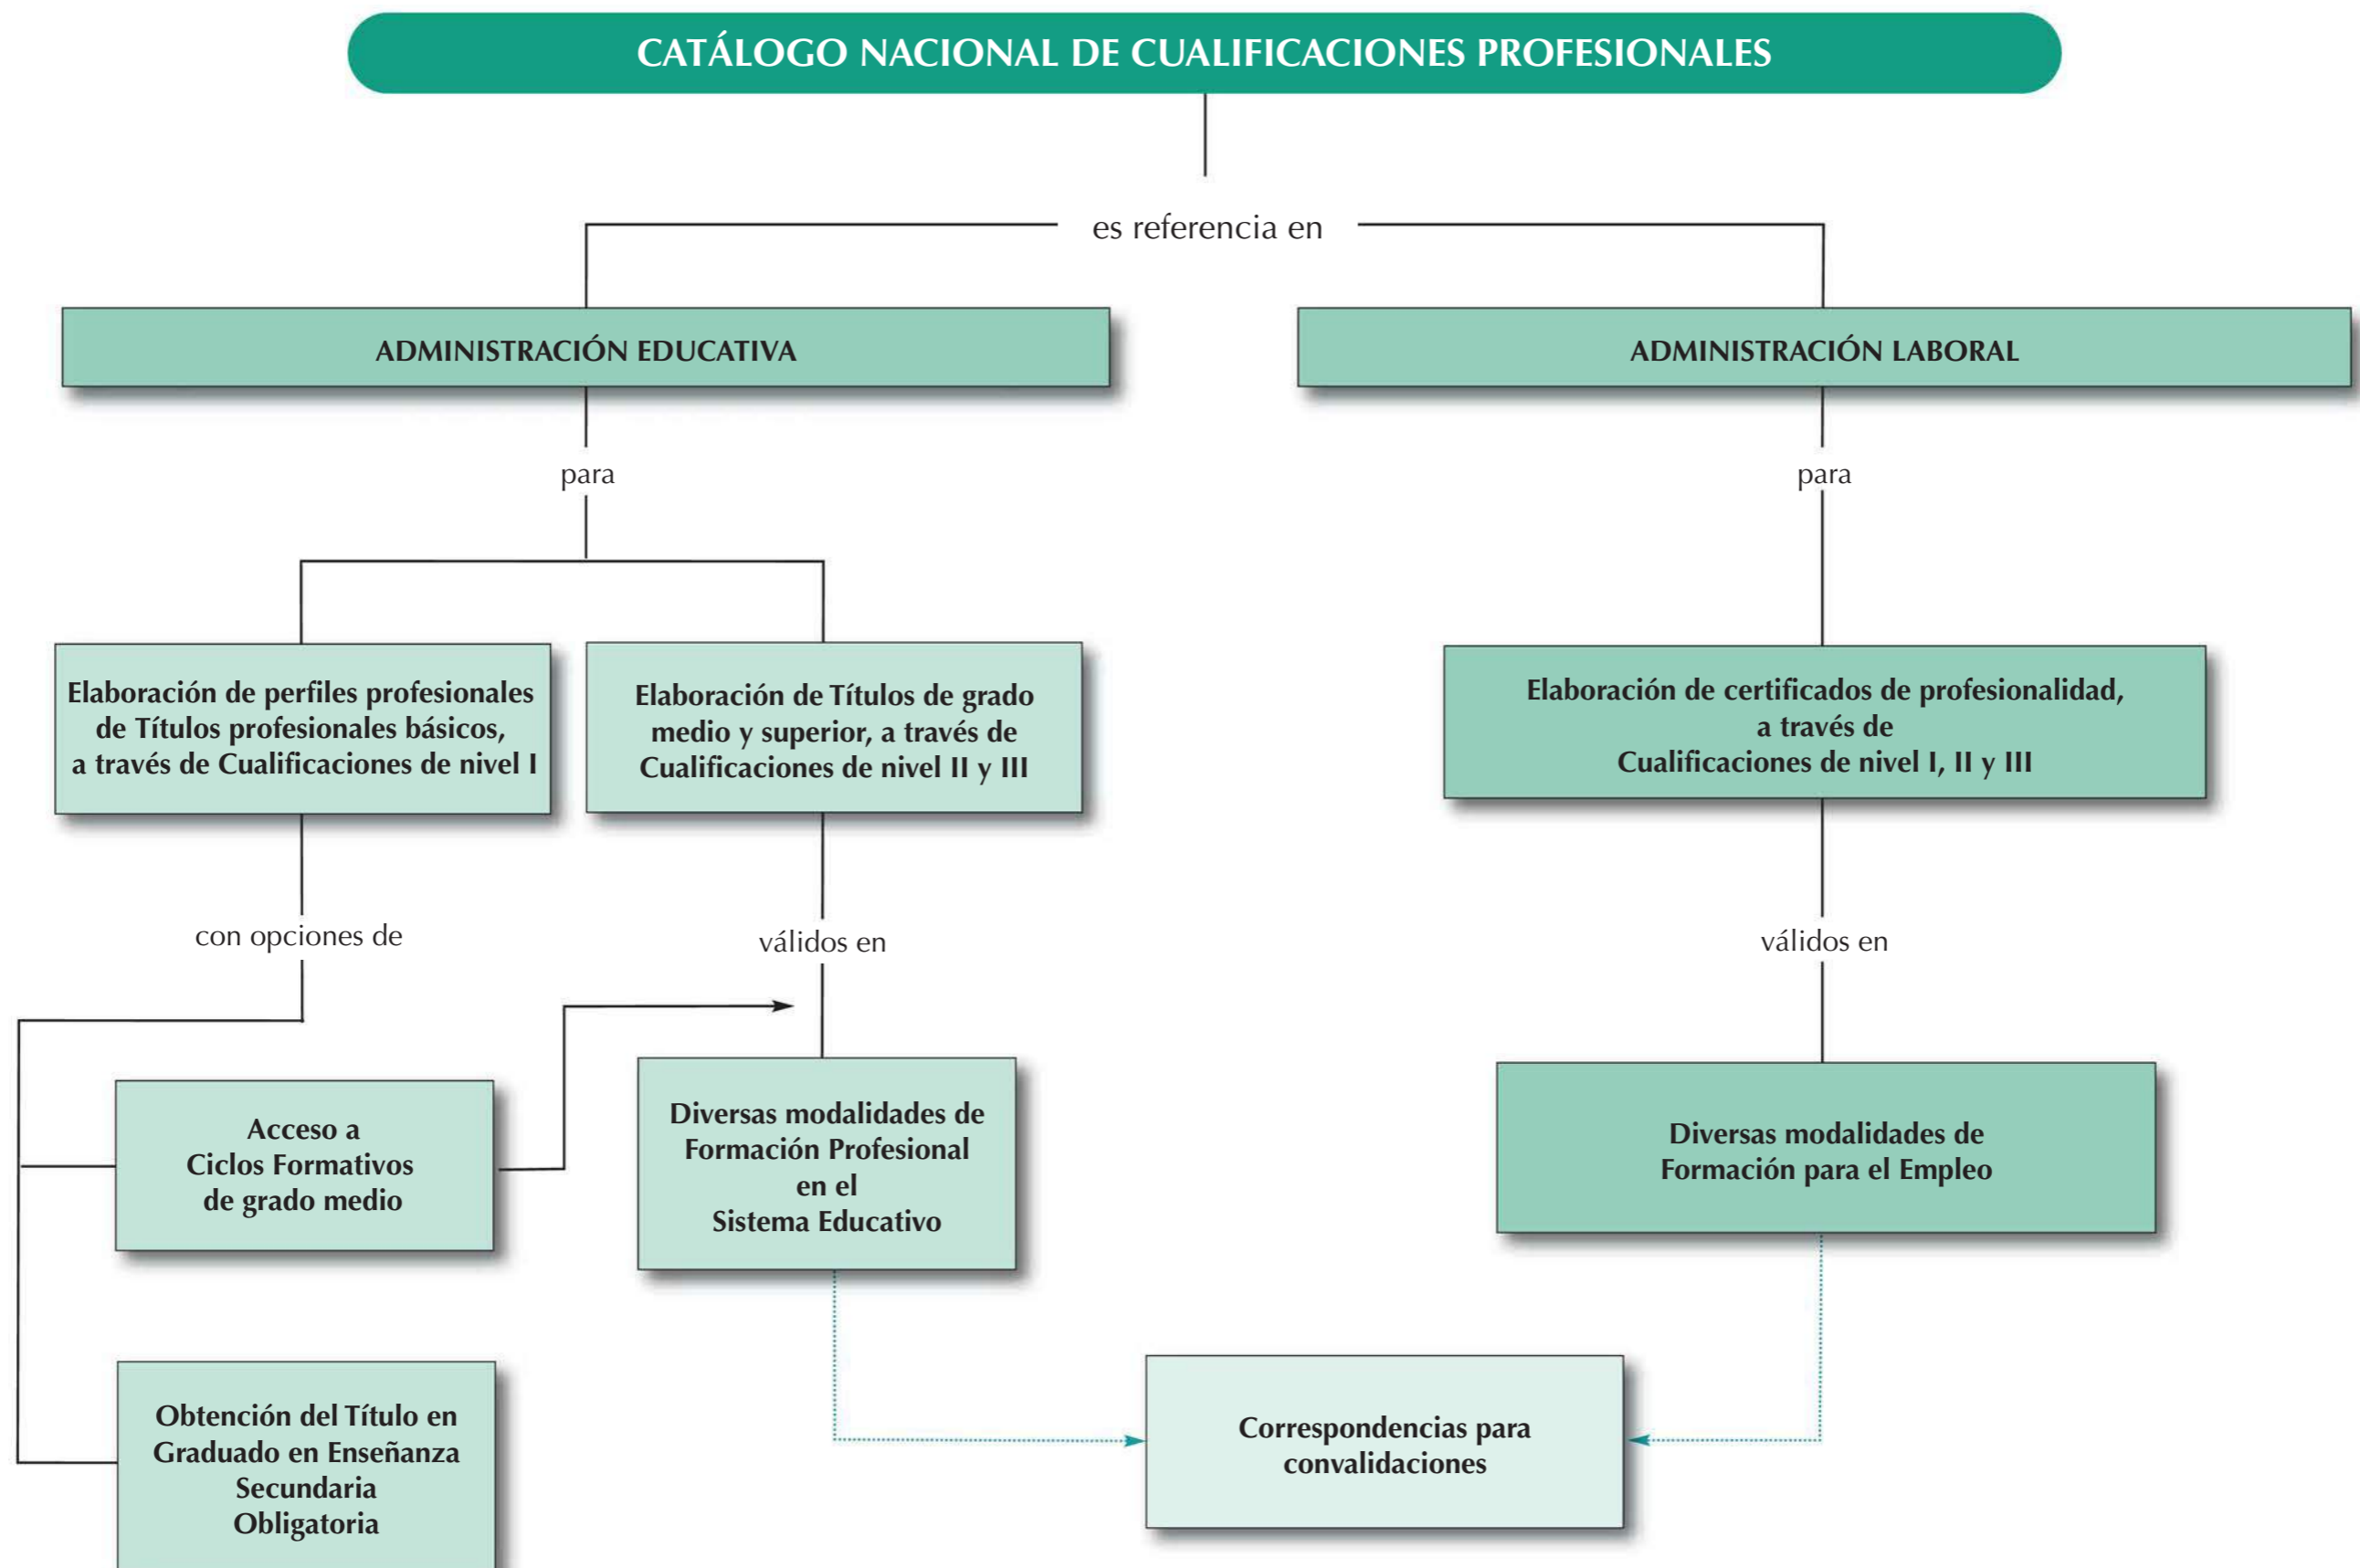 CATÁLOGO NACIONAL DE CUALIFICACIONES PROFESIONALES
es referencia en
ADMINISTRACIÓN EDUCATIVA
ADMINISTRACIÓN LABORAL
para
para
Elaboración de perfiles profesionales
de Títulos profesionales básicos,
a través de Cualificaciones de nivel I
Elaboración de Títulos de grado
medio y superior, a través de
Cualificaciones de nivel II y III
Elaboración de certificados de profesionalidad,
a través de
Cualificaciones de nivel I, II y III
con opciones de
válidos en
válidos en
Acceso a
Ciclos Formativos
de grado medio
Diversas modalidades de
Formación Profesional
en el
Sistema Educativo
Diversas modalidades de
Formación para el Empleo
Obtención del Título en
Graduado en Enseñanza
Secundaria
Obligatoria
Correspondencias para
convalidaciones